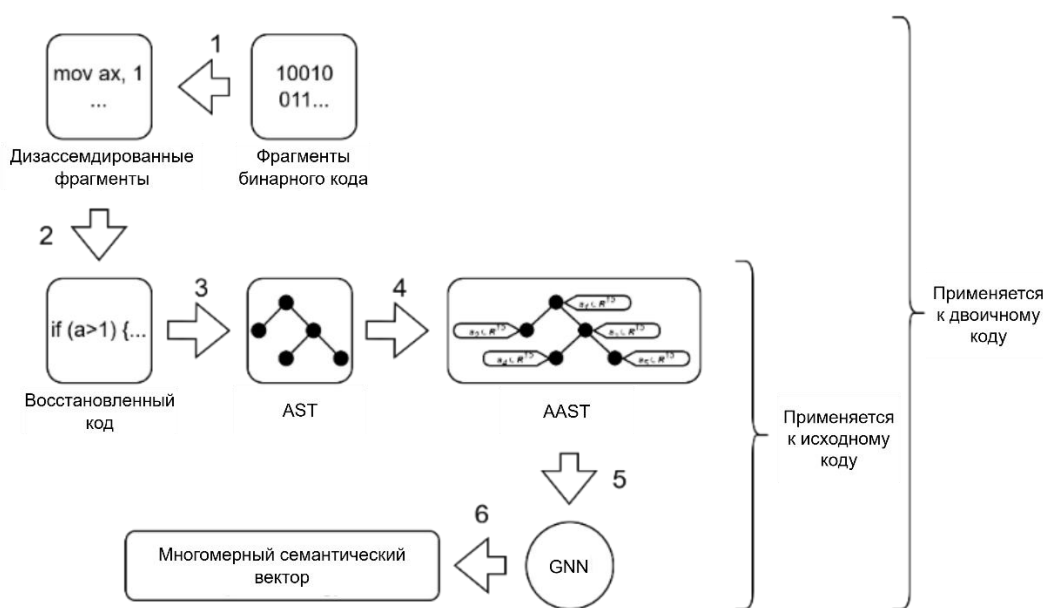 1
mov ax, 1
...
10010
011...
Дизассемдированные
фрагменты
Фрагменты
бинарного кода
2
3
4
if (a>1) {...
Восстановленный
код
AST
AAST
Применяется
к двоичному
коду
Применяется
к исходному
коду
5
6
GNN
Многомерный семантический
вектор